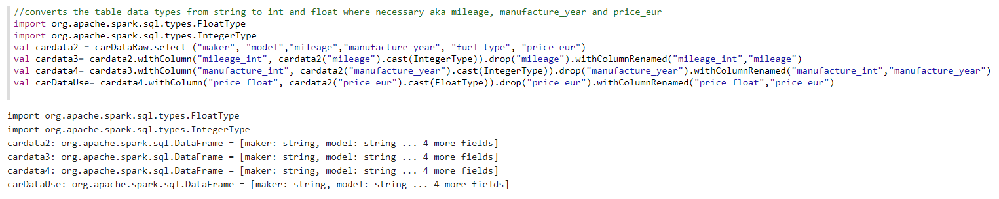 //converts the table data types from string to int and float where necessary aka mileage, manufacture_year and price_eur
import org.apache.spark.sql.types.FloatType
import org.apache.spark.sql.types.IntegerType
val cardata2 = carDataRaw.select ("maker", "model","mileage","manufacture_year", "fuel_type", "price_eur")
val cardata3= cardata2.withColumn("mileage_int", cardata2("mileage").cast(IntegerType)).drop("mileage").withColumnRenamed("mileage_int","mileage")
val cardata4= cardata3.withColumn("manufacture_int", cardata2("manufacture_year").cast(IntegerType)).drop("manufacture_year").withColumnRenamed("manufacture_int","manufacture_year")
val carDataUse= cardata4.withColumn("price_float", cardata2("price_eur").cast(FloatType)).drop("price_eur").withColumnRenamed("price_float","price_eur")
import org.apache.spark.sql.types.FloatType
import org.apache.spark.sql.types.IntegerType
cardata2: org.apache.spark.sql.DataFrame = [maker: string, model: string ... 4 more fields]
cardata3: org.apache.spark.sql.DataFrame = [maker: string, model: string ... 4 more fields]
cardata4: org.apache.spark.sql.DataFrame = [maker: string, model: string ... 4 more fields]
carDataUse: org.apache.spark.sql.DataFrame = [maker: string, model: string ... 4 more fields]